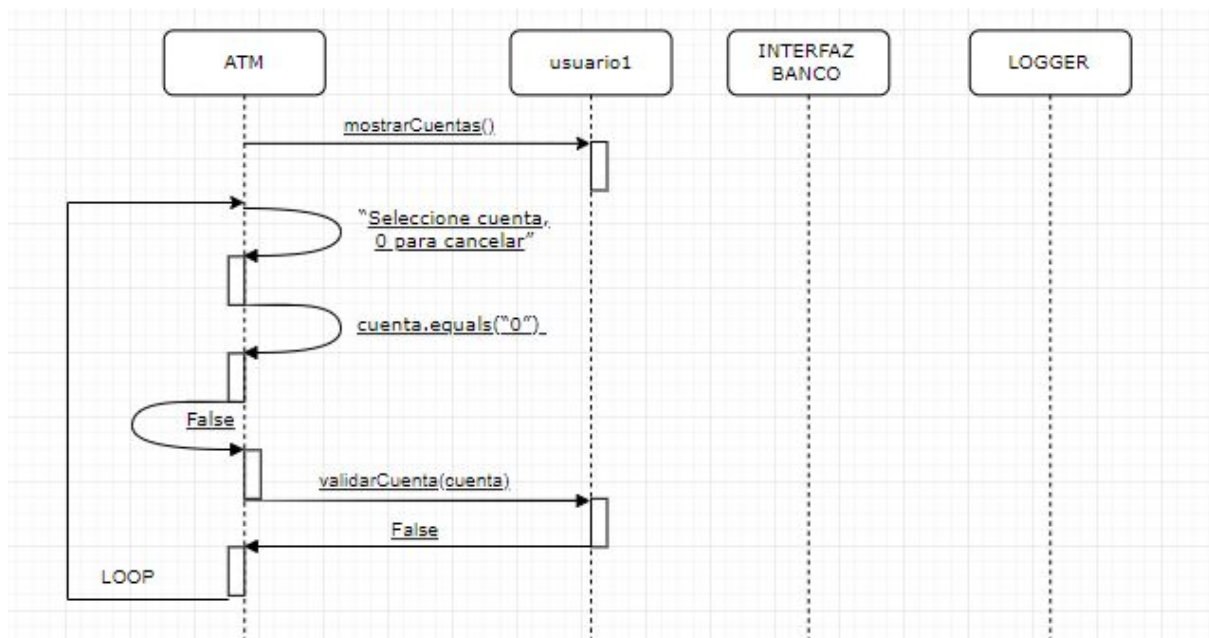 ATM
usuario1
INTERFAZ
BANCO
LOGGER
mostrarCuentas()
“Seleccione cuenta,
0 para cancelar”
cuenta.equals(“0”)
False
validarCuenta(cuenta)
False
LOOP